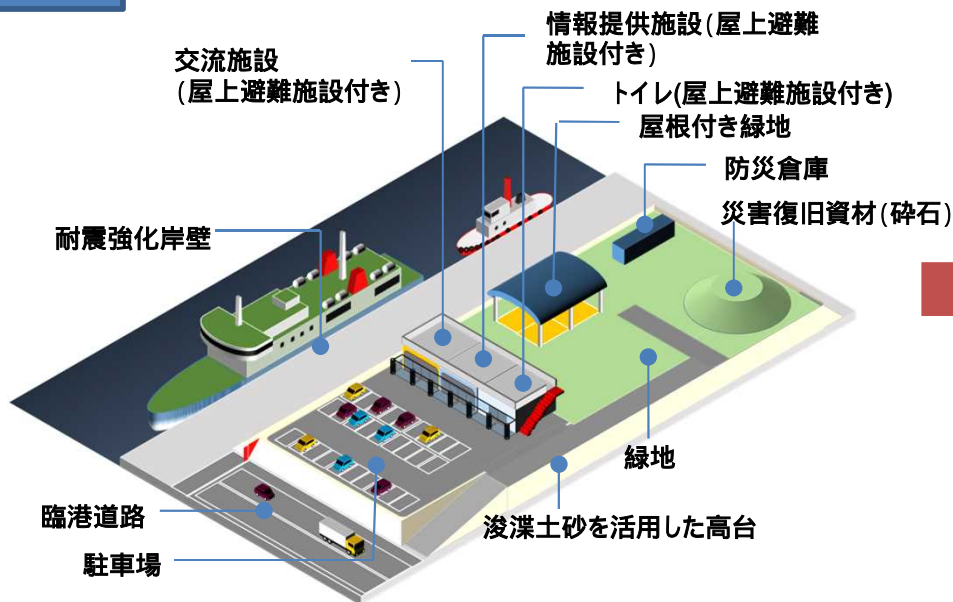 情報提供施設(屋上避難
施設付き)
交流施設
(屋上避難施設付き)
トイレ(屋上避難施設付き)
屋根付き緑地
防災倉庫
災害復旧資材(砕石)
耐震強化岸壁
緑地
臨港道路
浚渫土砂を活用した高台
駐車場